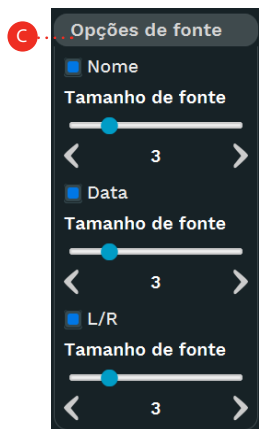 C
Opções de fonte
Nome
Tamanho de fonte
3
Data
Tamanho de fonte
3
L/R
Tamanho de fonte
3